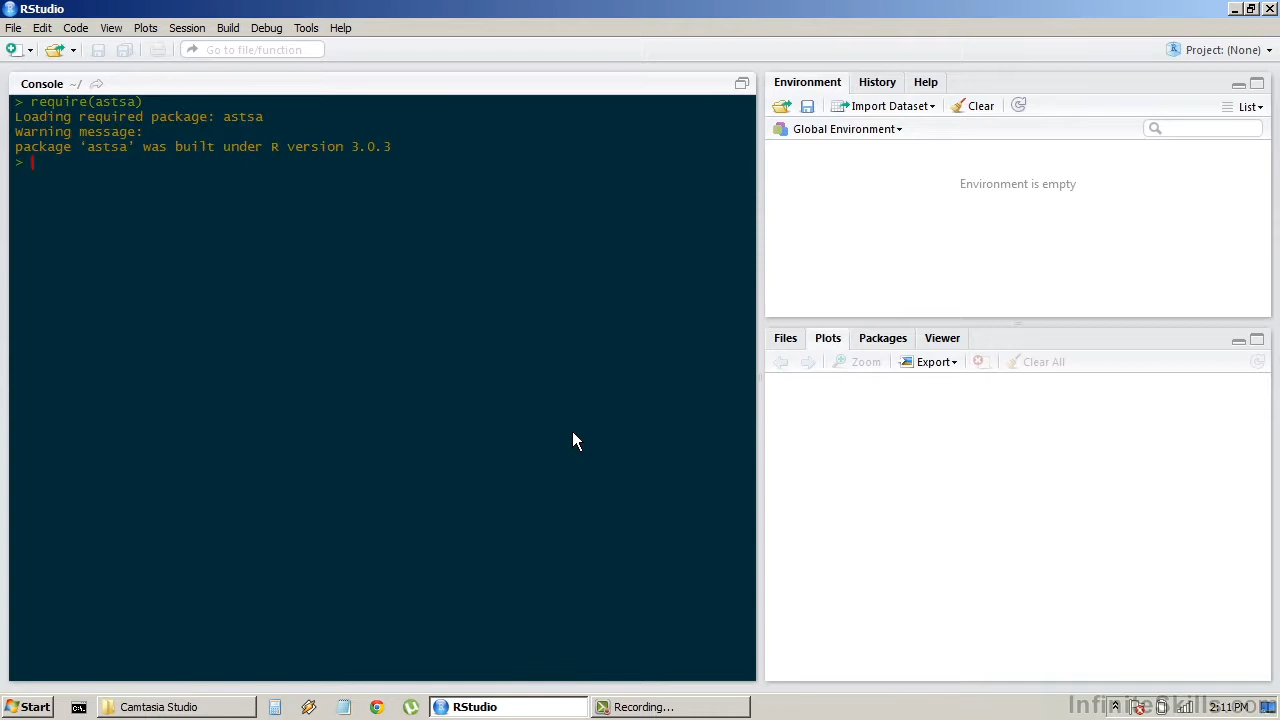 RStudio
File Edit Code View Plots Session Build Debug Tools Help
Go to file/function
Project: (None)
Console ~/
> require(astsa)
Loading required package: astsa
Warning message:
package ‘astsa’ was built under R version 3.0.3
>
Environment History Help
Import Dataset Clear List
Global Environment
Environment is empty
Files Plots Packages Viewer
Zoom Export Clear All
Start Camtasia Studio RStudio Recording... 2:11 PM
InfiniteSkills.com